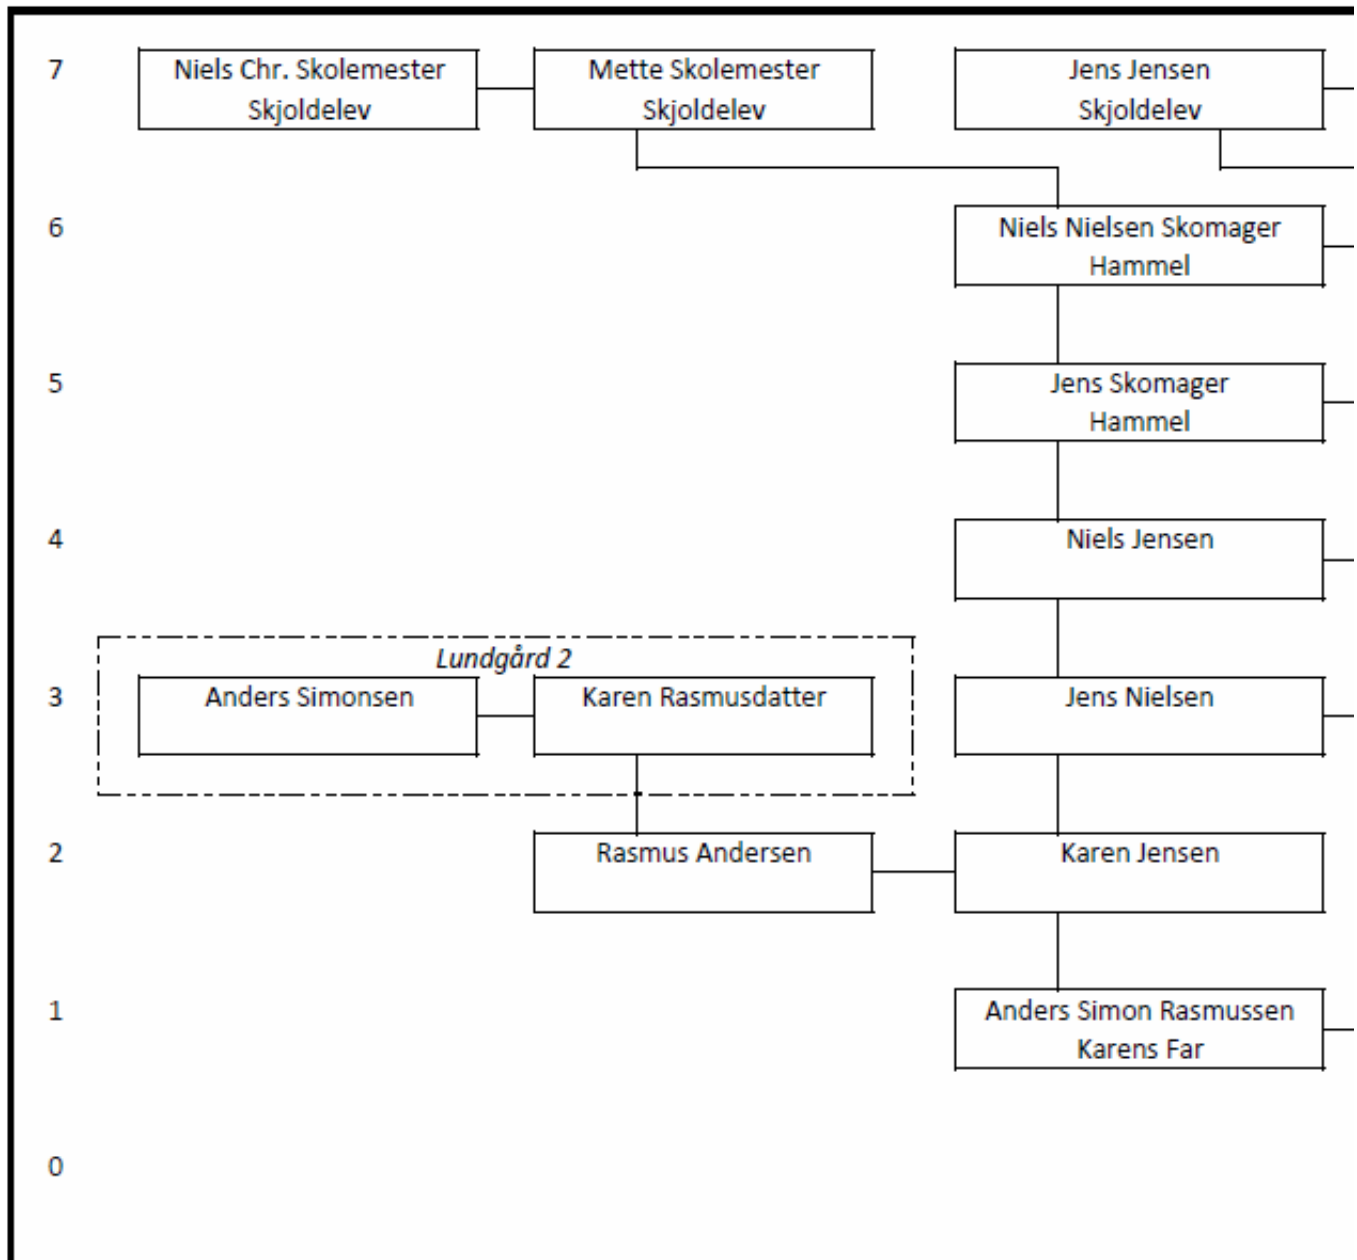 7
Niels Chr. Skolemester
Skjoldelev
Mette Skolemester
Skjoldelev
Jens Jensen
Skjoldelev
6
Niels Nielsen Skomager
Hammel
5
Jens Skomager
Hammel
4
Niels Jensen
Lundgård 2
3
Anders Simonsen
Karen Rasmusdatter
Jens Nielsen
2
Rasmus Andersen
Karen Jensen
1
Anders Simon Rasmussen
Karens Far
0